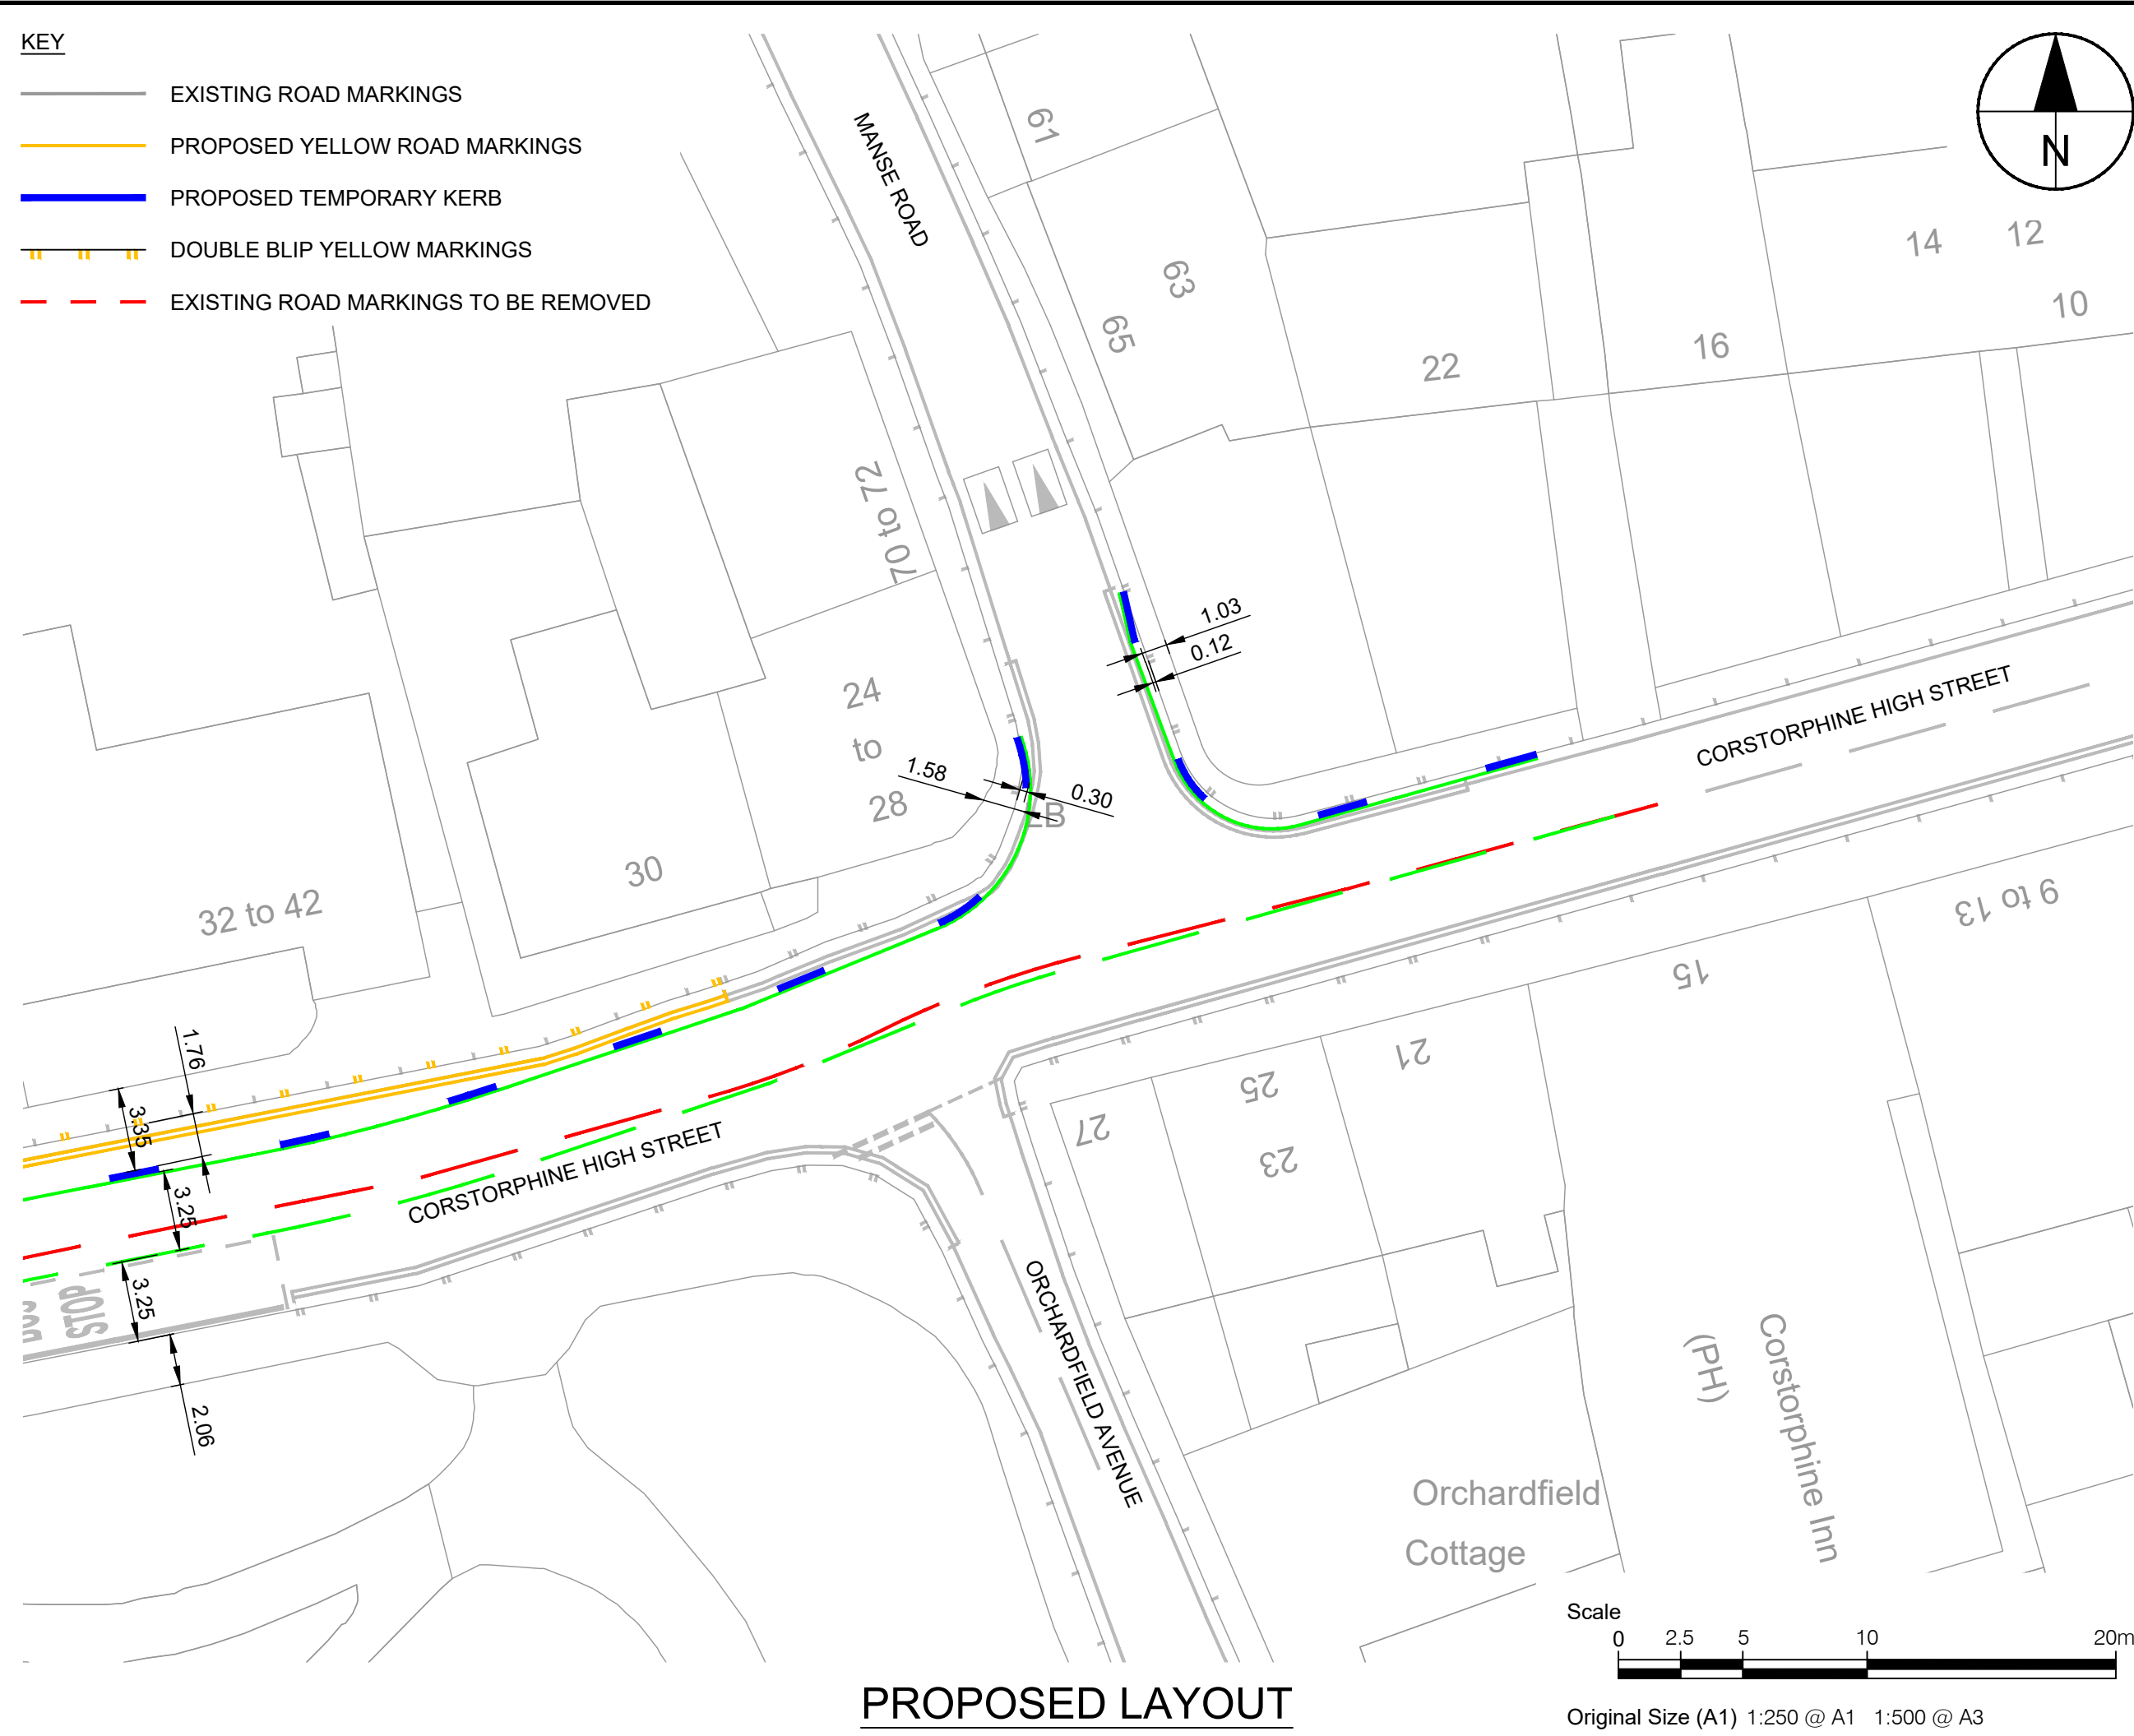 KEY
EXISTING ROAD MARKINGS
PROPOSED YELLOW ROAD MARKINGS
PROPOSED TEMPORARY KERB
DOUBLE BLIP YELLOW MARKINGS
EXISTING ROAD MARKINGS TO BE REMOVED
N
MANSE ROAD
61
63
65
22
16
14
12
10
70 to 72
1.03
0.12
24
to
28
1.58
0.30
30
32 to 42
CORSTORPHINE HIGH STREET
9 to 13
15
21
25
23
27
1.76
3.35
3.25
3.25
2.06
CORSTORPHINE HIGH STREET
STOP
ORCHARDFIELD AVENUE
Corstorphine Inn
(PH)
Orchardfield
Cottage
Scale
0 2.5 5 10 20m
PROPOSED LAYOUT
Original Size (A1) 1:250 @ A1 1:500 @ A3